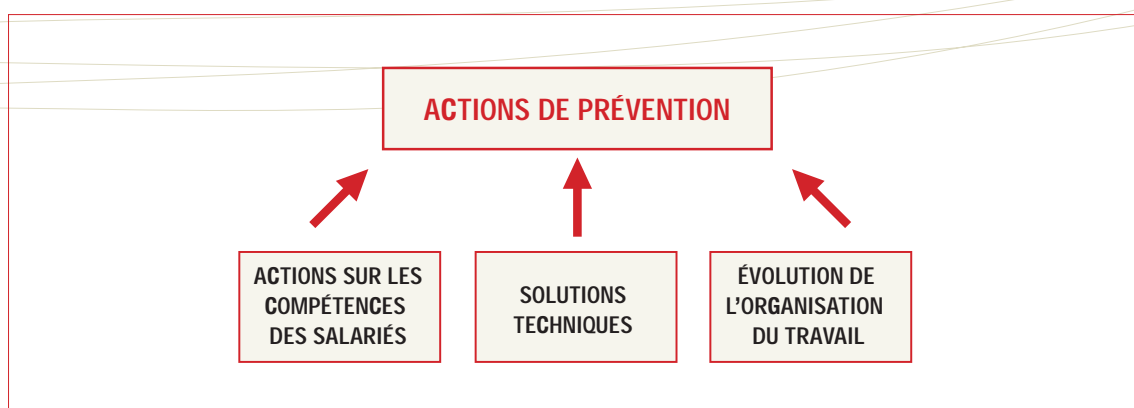 ACTIONS DE PRÉVENTION
ACTIONS SUR LES
COMPÉTENCES
DES SALARIÉS
SOLUTIONS
TECHNIQUES
ÉVOLUTION DE
L'ORGANISATION
DU TRAVAIL